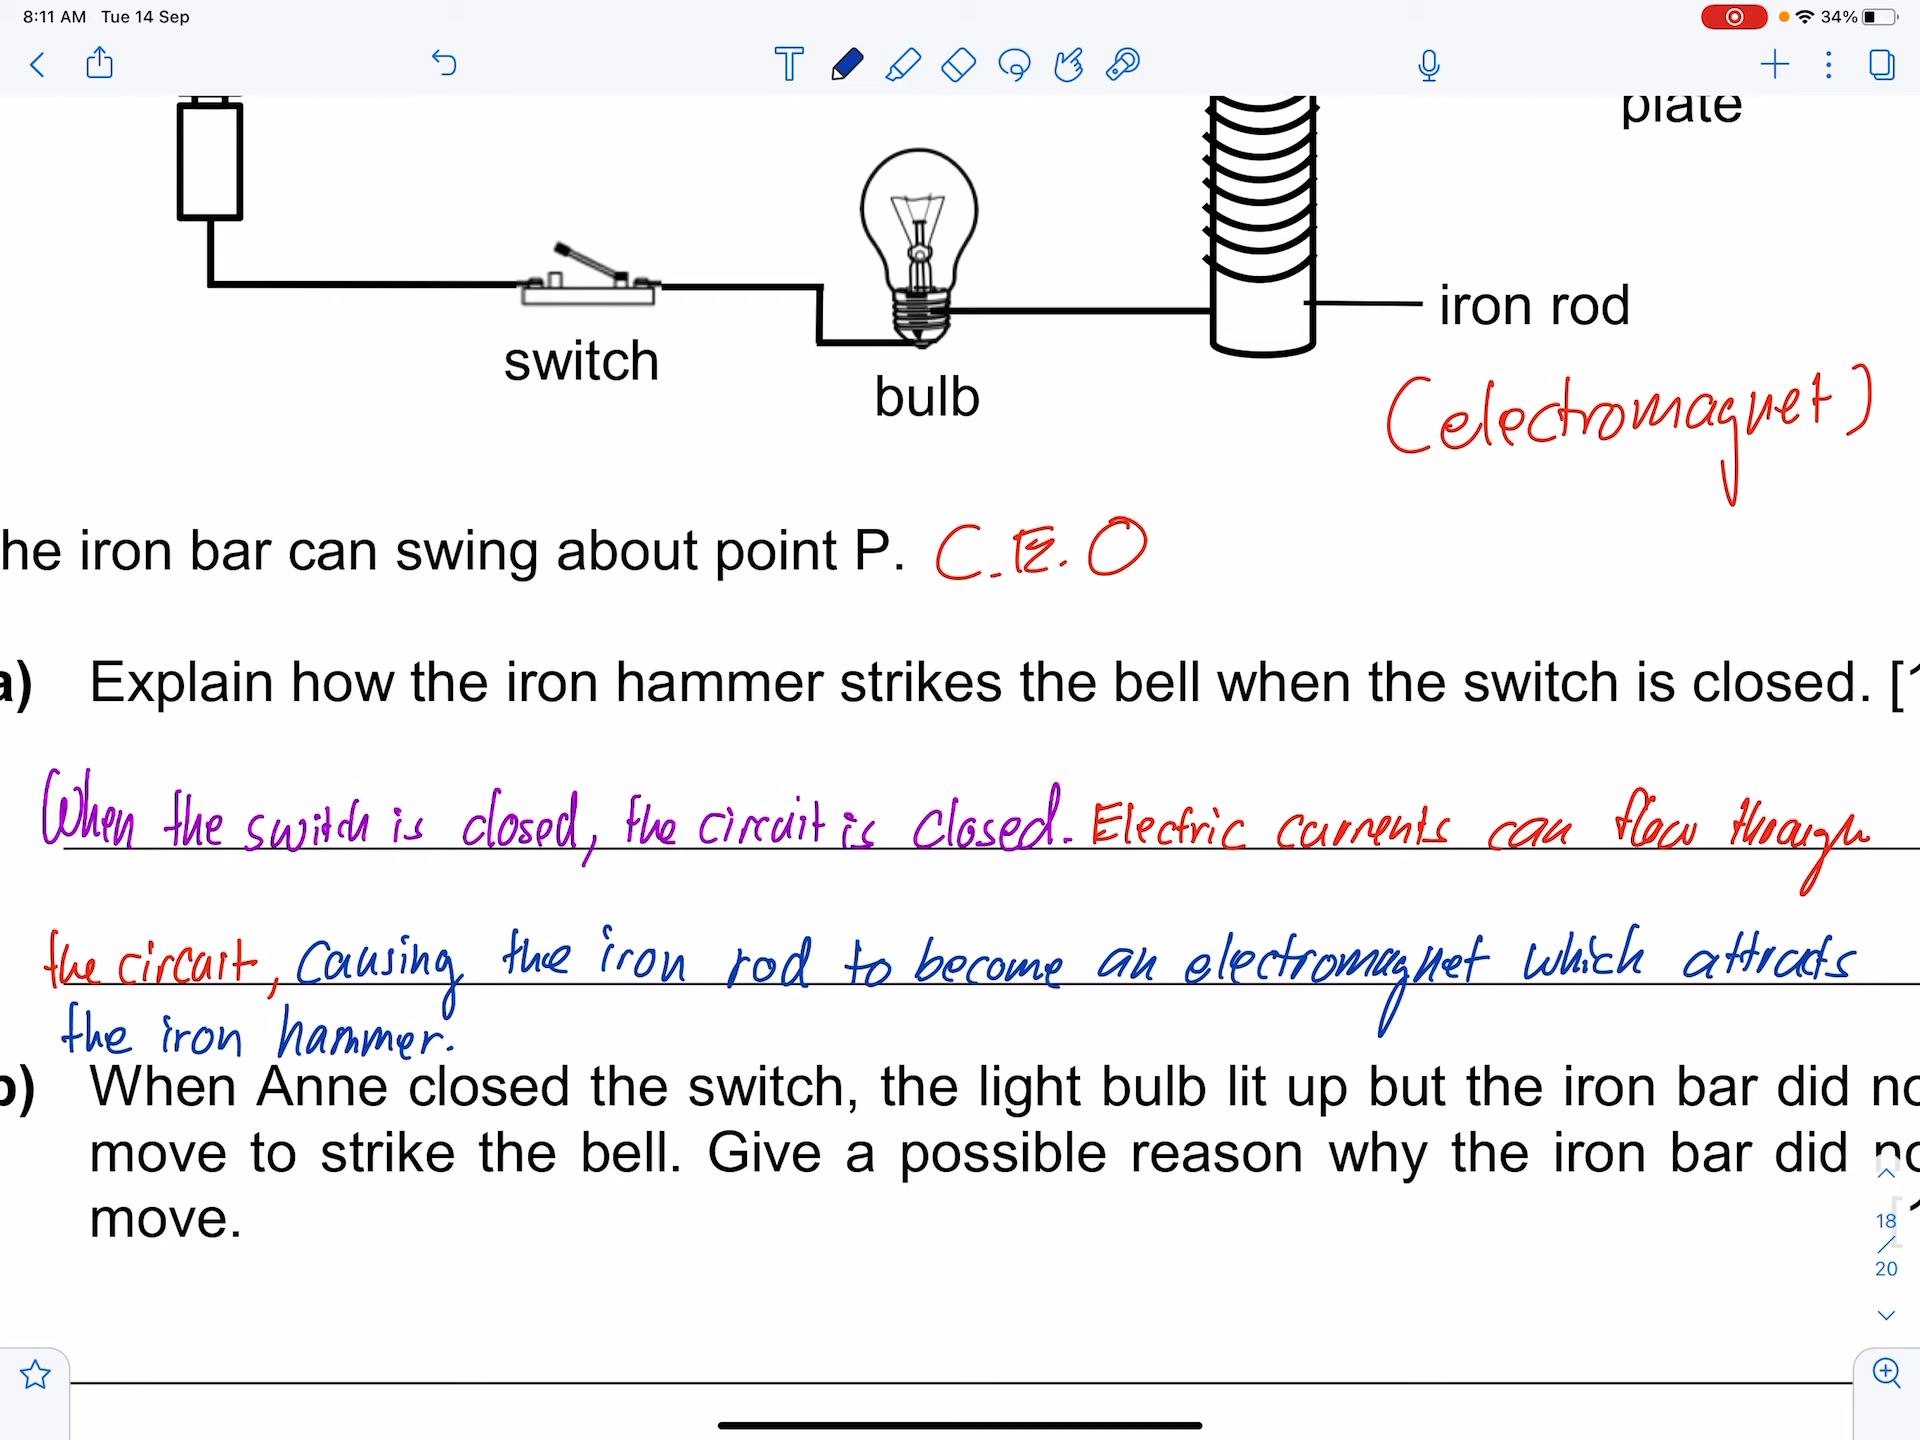 8:11 AM Tue 14 Sep
34%
plate
iron rod
switch
bulb
(electromagnet)
he iron bar can swing about point P. C.E.O
a) Explain how the iron hammer strikes the bell when the switch is closed. [1
When the switch is closed, the circuit is closed. Electric currents can flow through
the circuit, causing the iron rod to become an electromagnet which attracts
the iron hammer.
b) When Anne closed the switch, the light bulb lit up but the iron bar did no
move to strike the bell. Give a possible reason why the iron bar did no
move. [1
18
20